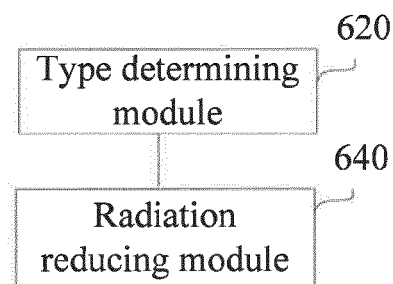 620
Type determining
module
640
Radiation
reducing module